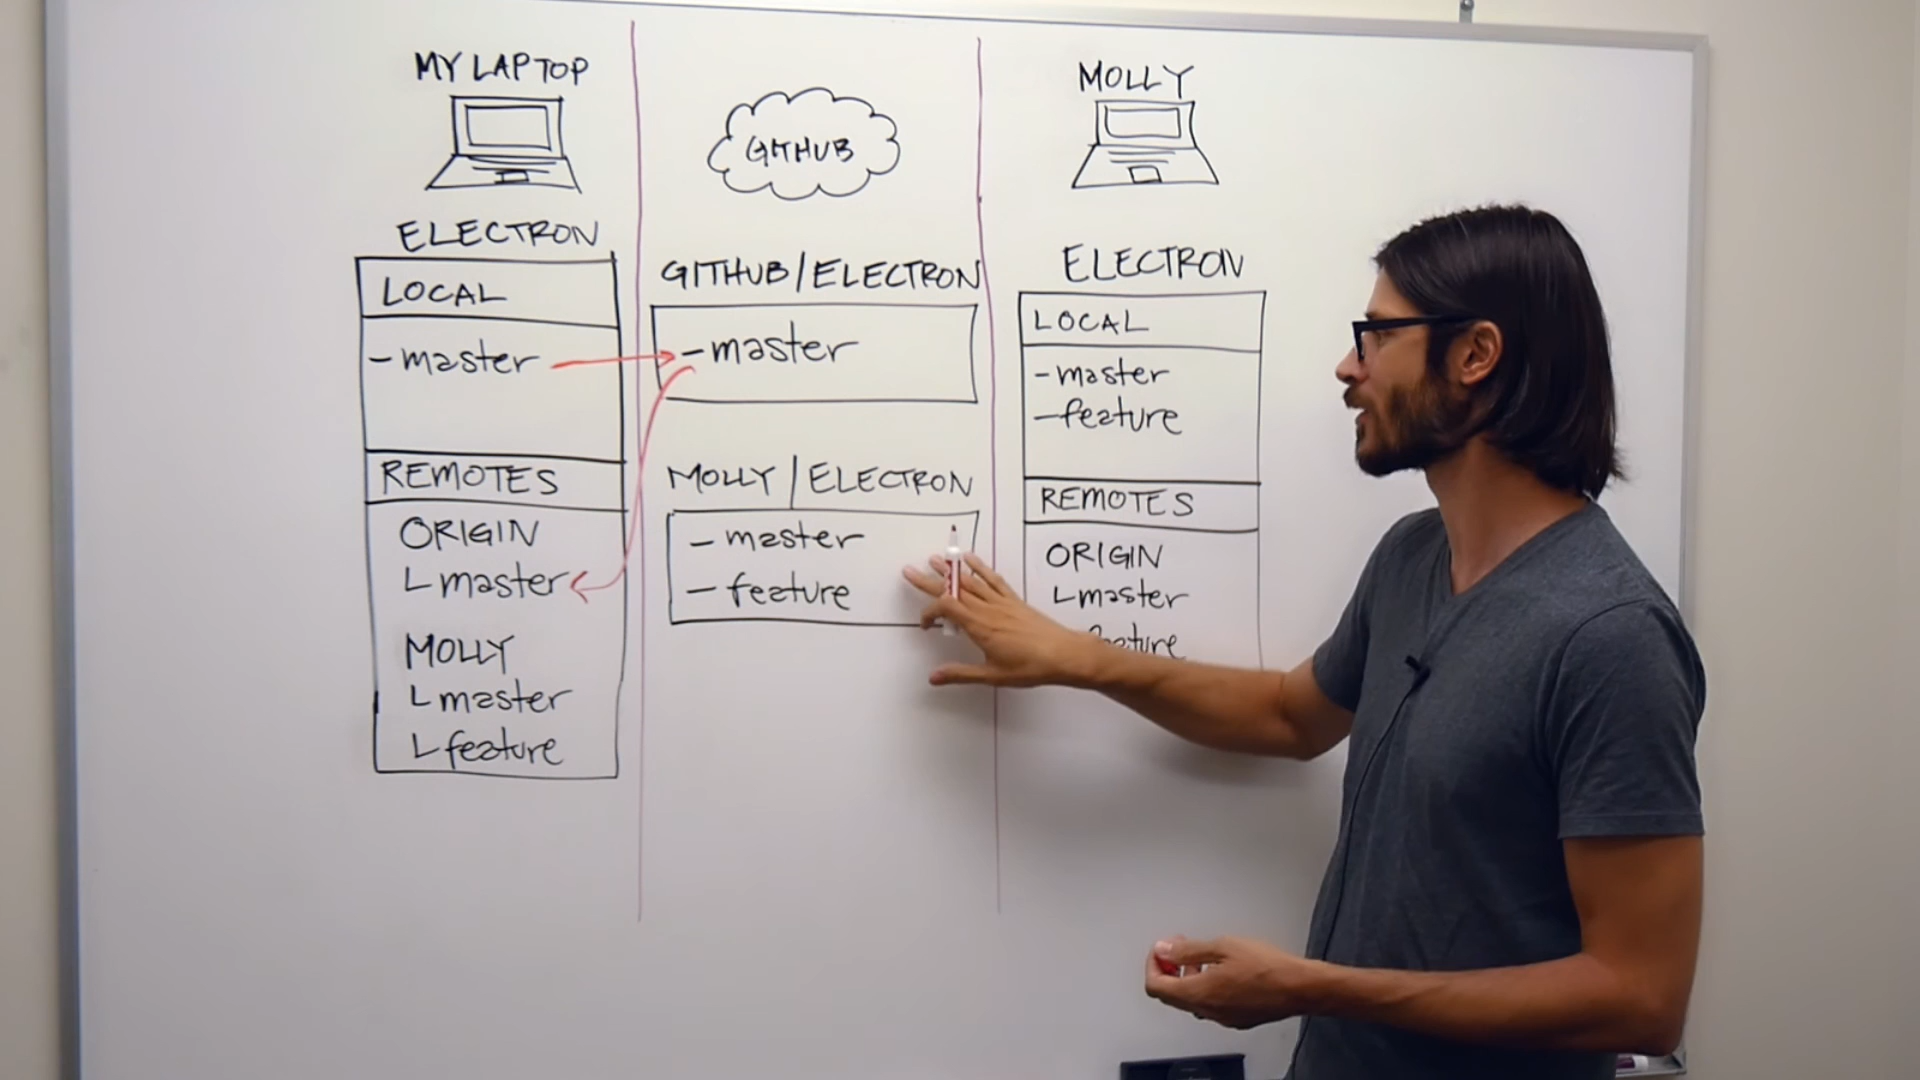 MY LAPTOP
ELECTRON
LOCAL
- master
REMOTES
ORIGIN
L master
MOLLY
L master
L feature
GITHUB
GITHUB/ELECTRON
- master
MOLLY/ELECTRON
- master
- feature
MOLLY
ELECTRON
LOCAL
- master
- feature
REMOTES
ORIGIN
L master
feature